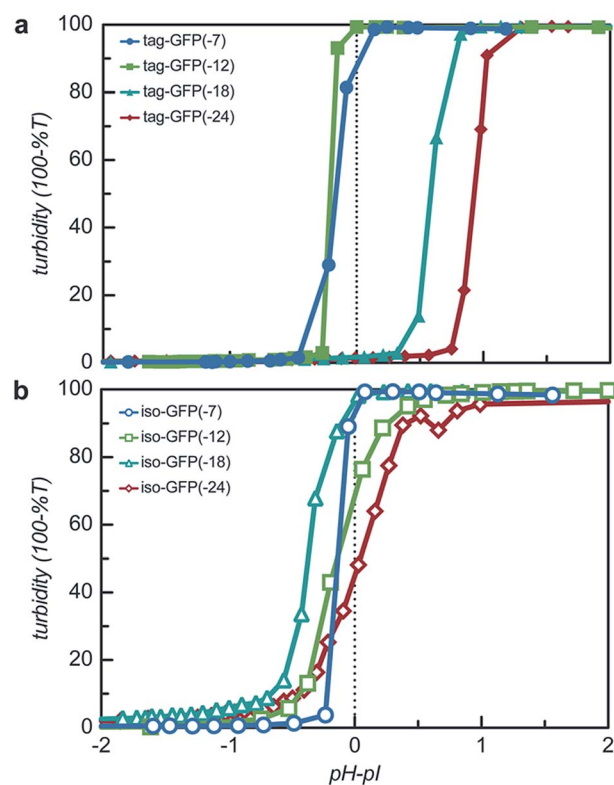 a
100
80
60
40
20
0
turbidity (100-%T)
tag-GFP(-7)
tag-GFP(-12)
tag-GFP(-18)
tag-GFP(-24)
b
100
80
60
40
20
0
turbidity (100-%T)
iso-GFP(-7)
iso-GFP(-12)
iso-GFP(-18)
iso-GFP(-24)
-2 -1 0 1 2
pH-pI